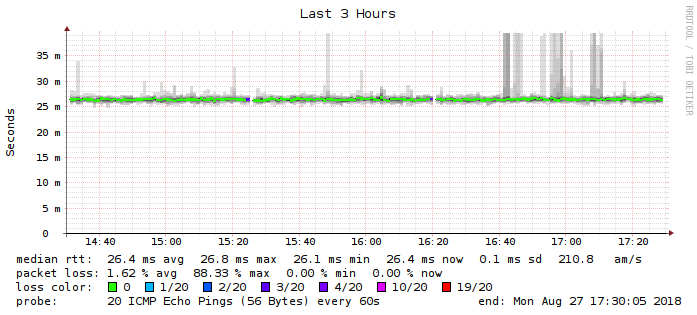 Last 3 Hours
RRDTOOL / TOBI OETIKER
Seconds
35 m
30 m
25 m
20 m
15 m
10 m
5 m
0
14:40 15:00 15:20 15:40 16:00 16:20 16:40 17:00 17:20
median rtt: 26.4 ms avg 26.8 ms max 26.1 ms min 26.4 ms now 0.1 ms sd 210.8 am/s
packet loss: 1.62 % avg 88.33 % max 0.00 % min 0.00 % now
loss color: 0 1/20 2/20 3/20 4/20 10/20 19/20
probe: 20 ICMP Echo Pings (56 Bytes) every 60s end: Mon Aug 27 17:30:05 2018